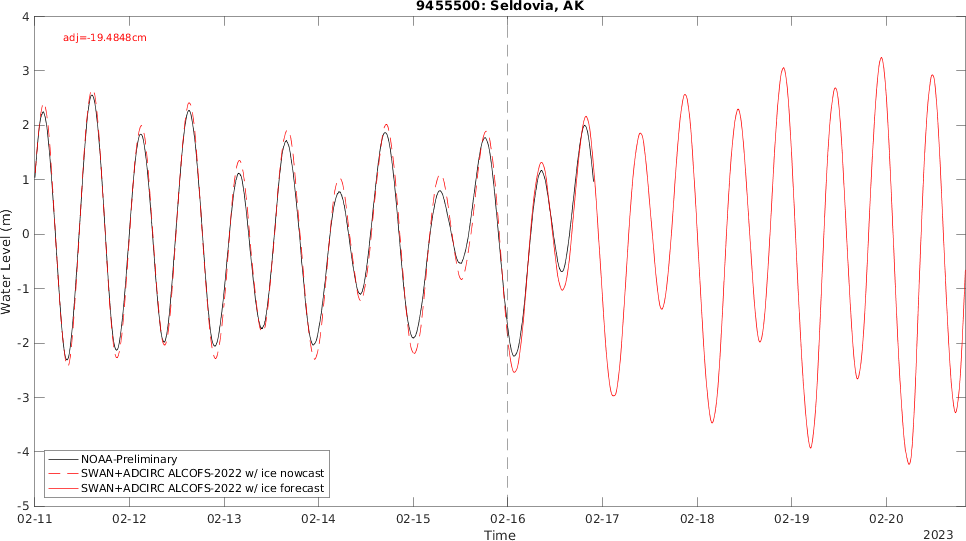 9455500: Seldovia, AK
adj=-19.4848cm
Water Level (m)
4
3
2
1
0
-1
-2
-3
-4
-5
NOAA-Preliminary
SWAN+ADCIRC ALCOFS-2022 w/ ice nowcast
SWAN+ADCIRC ALCOFS-2022 w/ ice forecast
02-11 02-12 02-13 02-14 02-15 02-16 02-17 02-18 02-19 02-20
Time
2023